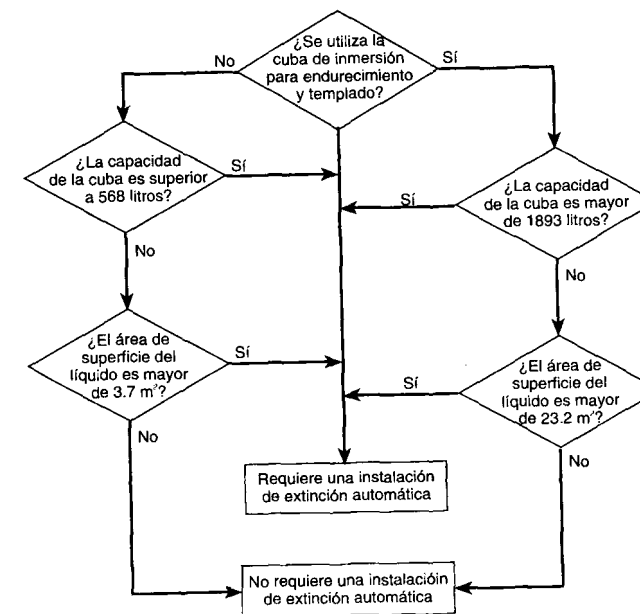 ¿Se utiliza la
cuba de inmersión
para endurecimiento
y templado?
No
Sí
¿La capacidad
de la cuba es superior
a 568 litros?
Sí
No
¿La capacidad
de la cuba es mayor
de 1893 litros?
Sí
No
¿El área de
superficie del
líquido es mayor
de 3.7 m²?
Sí
No
¿El área de
superficie del
líquido es mayor
de 23.2 m²?
Sí
No
Requiere una instalación
de extinción automática
No requiere una instalacióin
de extinción automática